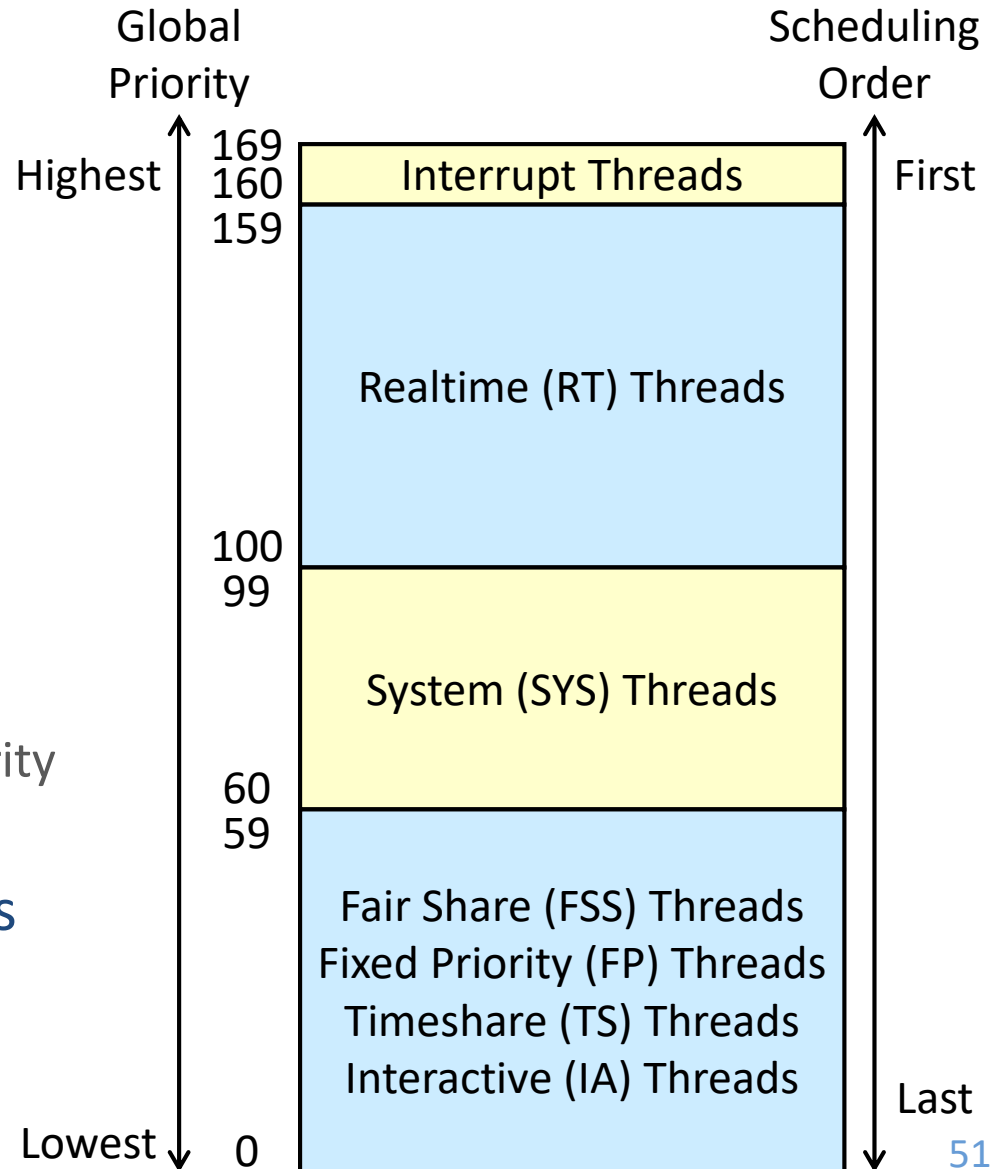 Global
Priority
Scheduling
Order
Highest
169
160
159
Interrupt Threads
First
Realtime (RT) Threads
100
99
System (SYS) Threads
rity
60
59
s
Fair Share (FSS) Threads
Fixed Priority (FP) Threads
Timeshare (TS) Threads
Interactive (IA) Threads
Last
Lowest
0
51